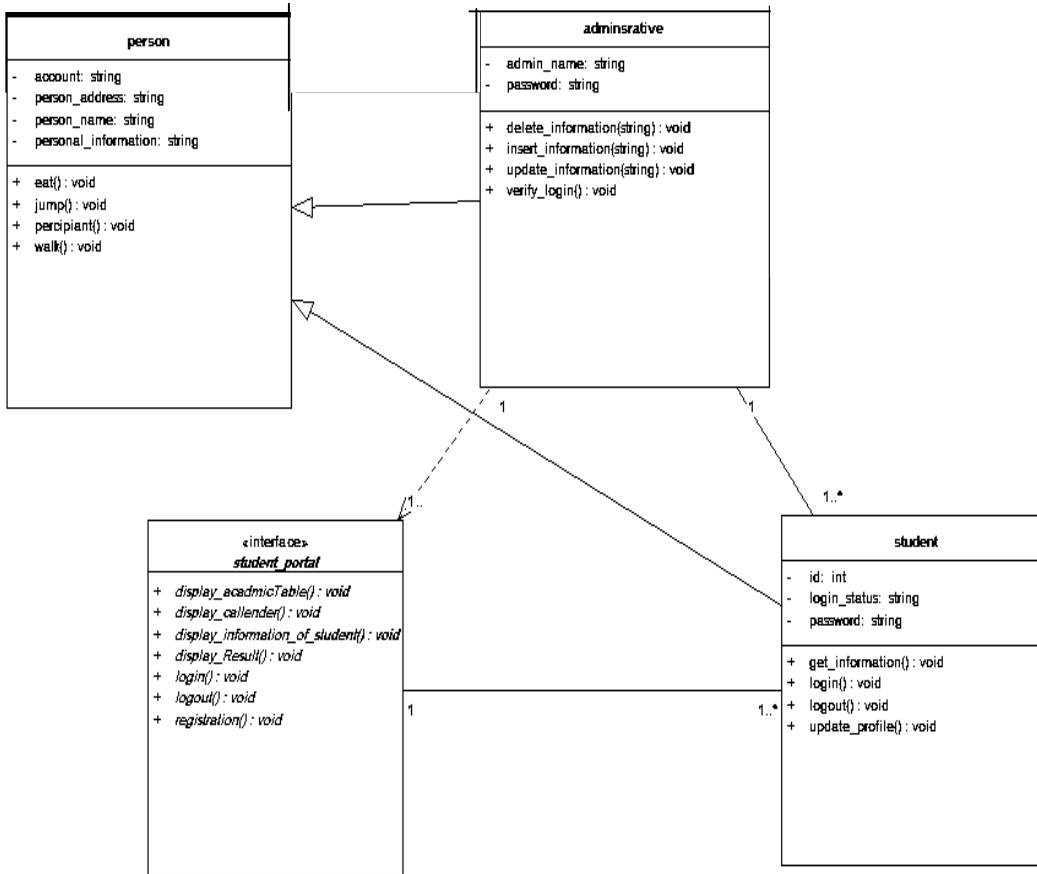 person
- account: string
- person_address: string
- person_name: string
- personal_information: string
+ eat() : void
+ jump() : void
+ percipiant() : void
+ walk() : void
adminsrative
- admin_name: string
- password: string
+ delete_information(string) : void
+ insert_information(string) : void
+ update_information(string) : void
+ verify_login() : void
1
1
1..
1..*
«interface»
student_portal
+ display_acadmicTable() : void
+ display_callender() : void
+ display_information_of_student() : void
+ display_Result() : void
+ login() : void
+ logout() : void
+ registration() : void
student
- id: int
- login_status: string
- password: string
+ get_information() : void
+ login() : void
+ logout() : void
+ update_profile() : void
1
1..*